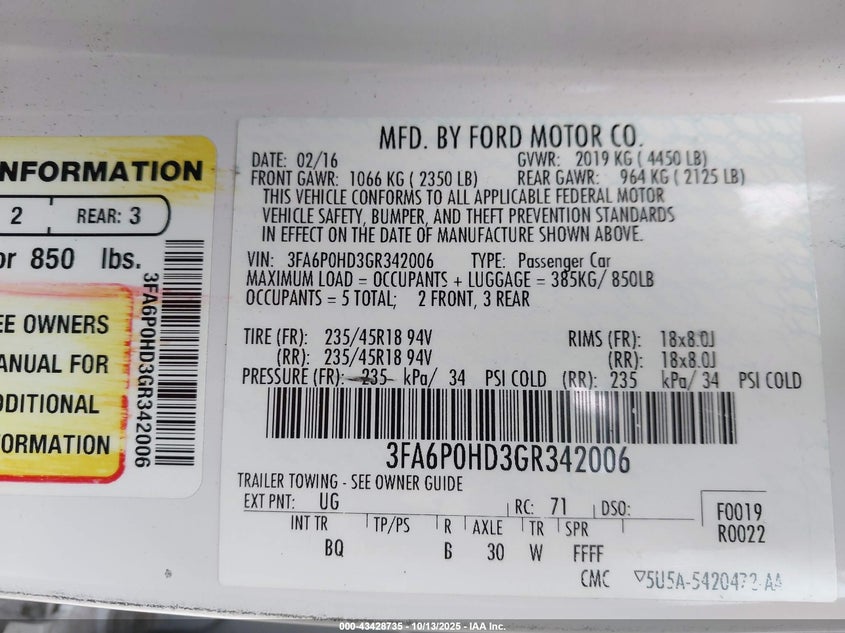 NFORMATION
2 REAR: 3
or 850 lbs.
EE OWNERS
ANUAL FOR
DDITIONAL
FORMATION
3FA6P0HD3GR342006
MFD. BY FORD MOTOR CO.
DATE: 02/16 GVWR: 2019 KG ( 4450 LB)
FRONT GAWR: 1066 KG ( 2350 LB) REAR GAWR: 964 KG ( 2125 LB)
THIS VEHICLE CONFORMS TO ALL APPLICABLE FEDERAL MOTOR
VEHICLE SAFETY, BUMPER, AND THEFT PREVENTION STANDARDS
IN EFFECT ON THE DATE OF MANUFACTURE SHOWN ABOVE.
VIN: 3FA6P0HD3GR342006 TYPE: Passenger Car
MAXIMUM LOAD = OCCUPANTS + LUGGAGE = 385KG/ 850LB
OCCUPANTS = 5 TOTAL; 2 FRONT, 3 REAR
TIRE (FR): 235/45R18 94V RIMS (FR): 18x8.0J
(RR): 235/45R18 94V (RR): 18x8.0J
PRESSURE (FR): 235 kPa/ 34 PSI COLD (RR): 235 kPa/ 34 PSI COLD
3FA6P0HD3GR342006
TRAILER TOWING - SEE OWNER GUIDE
EXT PNT: UG RC: 71 DSO: F0019
INT TR TP/PS R AXLE TR SPR R0022
BQ B 30 W FFFF
CMC ▽5U5A-5420472-AA
000-43428735 - 10/13/2025 - IAA Inc.